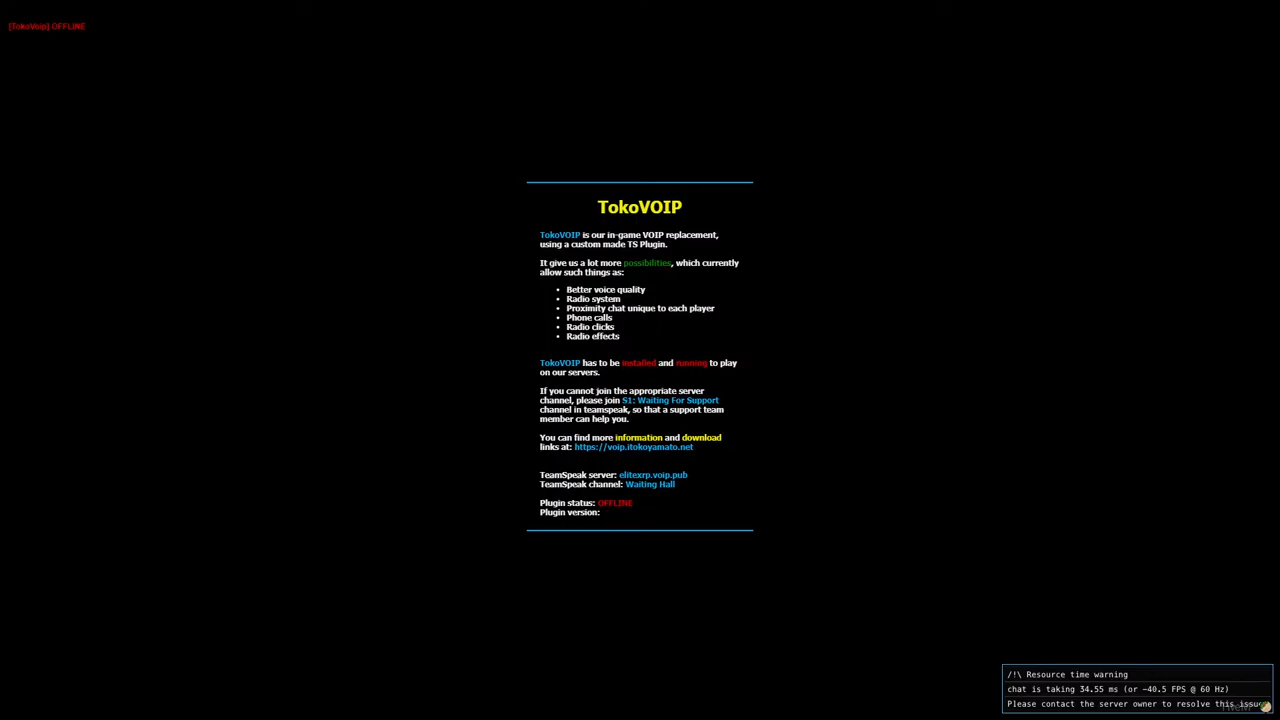 [TokoVoip] OFFLINE
TokoVOIP
TokoVOIP is our in-game VOIP replacement,
using a custom made TS Plugin.
It give us a lot more possibilities, which currently
allow such things as:
• Better voice quality
• Radio system
• Proximity chat unique to each player
• Phone calls
• Radio clicks
• Radio effects
TokoVOIP has to be installed and running to play
on our servers.
If you cannot join the appropriate server
channel, please join S1: Waiting For Support
channel in teamspeak, so that a support team
member can help you.
You can find more information and download
links at: https://voip.itokoyamato.net
TeamSpeak server: elitexrp.voip.pub
TeamSpeak channel: Waiting Hall
Plugin status: OFFLINE
Plugin version:
/!\ Resource time warning
chat is taking 34.55 ms (or ~40.5 FPS @ 60 Hz)
Please contact the server owner to resolve this issue